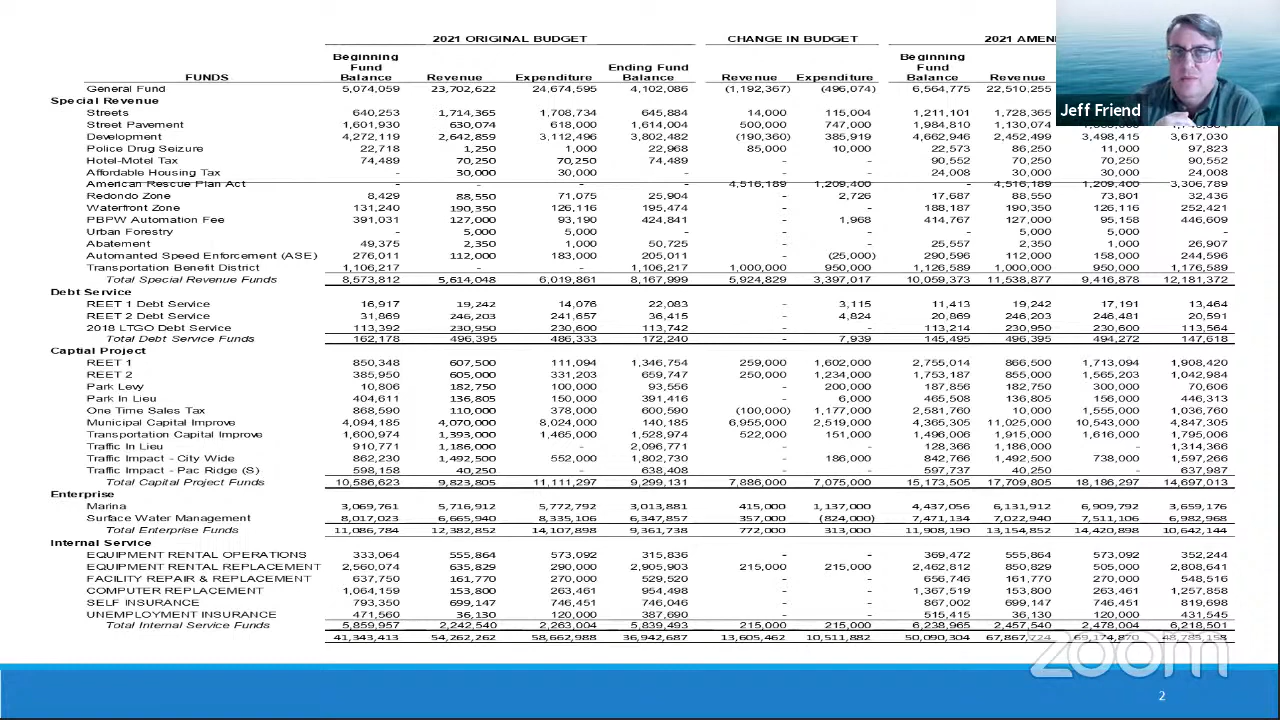 2021 ORIGINAL BUDGET CHANGE IN BUDGET 2021
Beginning Fund Balance Revenue Expenditure Ending Fund Balance Revenue Expenditure Beginning Fund Balance Revenue
FUNDS
General Fund 5,074,059 23,702,622 24,674,595 4,102,086 (1,192,367) (496,074) 6,564,775 22,510,255
Special Revenue
Streets 640,253 1,714,365 1,708,734 645,884 14,000 115,004 1,211,101 1,728,365
Street Pavement 1,601,930 630,074 618,000 1,614,004 500,000 747,000 1,984,810 1,130,074
Development 4,272,119 2,642,859 3,112,496 3,802,482 (190,360) 385,919 4,662,946 2,452,499 3,498,415 3,617,030
Police Drug Seizure 22,718 1,250 1,000 22,968 85,000 10,000 22,573 86,250 11,000 97,823
Hotel-Motel Tax 74,489 70,250 70,250 74,489 - - 90,552 70,250 70,250 90,552
Affordable Housing Tax - 30,000 30,000 - - - 24,008 30,000 30,000 24,008
American Rescue Plan Act - - - - 4,516,189 1,209,400 - 4,516,189 1,209,400 3,306,789
Redondo Zone 8,429 88,550 71,075 25,904 - 2,726 17,687 88,550 73,801 32,436
Waterfront Zone 131,240 190,350 126,116 195,474 - - 188,187 190,350 126,116 252,421
PBPW Automation Fee 391,031 127,000 93,190 424,841 - 1,968 414,767 127,000 95,158 446,609
Urban Forestry - 5,000 5,000 - - - - 5,000 5,000 -
Abatement 49,375 2,350 1,000 50,725 - - 25,557 2,350 1,000 26,907
Automanted Speed Enforcement (ASE) 276,011 112,000 183,000 205,011 - (25,000) 290,596 112,000 158,000 244,596
Transportation Benefit District 1,106,217 - - 1,106,217 1,000,000 950,000 1,126,589 1,000,000 950,000 1,176,589
Total Special Revenue Funds 8,573,812 5,614,048 6,019,861 8,167,999 5,924,829 3,397,017 10,059,373 11,538,877 9,416,878 12,181,372
Debt Service
REET 1 Debt Service 16,917 19,242 14,076 22,083 - 3,115 11,413 19,242 17,191 13,464
REET 2 Debt Service 31,869 246,203 241,657 36,415 - 4,824 20,869 246,203 246,481 20,591
2018 LTGO Debt Service 113,392 230,950 230,600 113,742 - - 113,214 230,950 230,600 113,564
Total Debt Service Funds 162,178 496,395 486,333 172,240 - 7,939 145,495 496,395 494,272 147,618
Captial Project
REET 1 850,348 607,500 111,094 1,346,754 259,000 1,602,000 2,755,014 866,500 1,713,094 1,908,420
REET 2 385,950 605,000 331,203 659,747 250,000 1,234,000 1,753,187 855,000 1,565,203 1,042,984
Park Levy 10,806 182,750 100,000 93,556 - 200,000 187,856 182,750 300,000 70,606
Park In Lieu 404,611 136,805 150,000 391,416 - 6,000 465,508 136,805 156,000 446,313
One Time Sales Tax 868,590 110,000 378,000 600,590 (100,000) 1,177,000 2,581,760 10,000 1,555,000 1,036,760
Municipal Capital Improve 4,094,185 4,070,000 8,024,000 140,185 6,955,000 2,519,000 4,365,305 11,025,000 10,543,000 4,847,305
Transportation Capital Improve 1,600,974 1,393,000 1,465,000 1,528,974 522,000 151,000 1,496,006 1,915,000 1,616,000 1,795,006
Traffic In Lieu 910,771 1,186,000 - 2,096,771 - - 128,366 1,186,000 - 1,314,366
Traffic Impact - City Wide 862,230 1,492,500 552,000 1,802,730 - 186,000 842,766 1,492,500 738,000 1,597,266
Traffic Impact - Pac Ridge (S) 598,158 40,250 - 638,408 - - 597,737 40,250 - 637,987
Total Capital Project Funds 10,586,623 9,823,805 11,111,297 9,299,131 7,886,000 7,075,000 15,173,505 17,709,805 18,186,297 14,697,013
Enterprise
Marina 3,069,761 5,716,912 5,772,792 3,013,881 415,000 1,137,000 4,437,056 6,131,912 6,909,792 3,659,176
Surface Water Management 8,017,023 6,665,940 8,335,106 6,347,857 357,000 (824,000) 7,471,134 7,022,940 7,511,106 6,982,968
Total Enterprise Funds 11,086,784 12,382,852 14,107,898 9,361,738 772,000 313,000 11,908,190 13,154,852 14,420,898 10,642,144
Internal Service
EQUIPMENT RENTAL OPERATIONS 333,064 555,864 573,092 315,836 - - 369,472 555,864 573,092 352,244
EQUIPMENT RENTAL REPLACEMENT 2,560,074 635,829 290,000 2,905,903 215,000 215,000 2,462,812 850,829 505,000 2,808,641
FACILITY REPAIR & REPLACEMENT 637,750 161,770 270,000 529,520 - - 656,746 161,770 270,000 548,516
COMPUTER REPLACEMENT 1,064,159 153,800 263,461 954,498 - - 1,367,519 153,800 263,461 1,257,858
SELF INSURANCE 793,350 699,147 746,451 746,046 - - 867,002 699,147 746,451 819,698
UNEMPLOYMENT INSURANCE 471,560 36,130 120,000 387,690 - - 515,415 36,130 120,000 431,545
Total Internal Service Funds 5,859,957 2,242,540 2,263,004 5,839,493 215,000 215,000 6,238,965 2,457,540 2,478,004 6,218,501
41,343,413 54,262,262 58,662,988 36,942,687 13,605,462 10,511,882 50,090,304 67,867,724 69,174,870 48,783,158
Jeff Friend
zoom
2